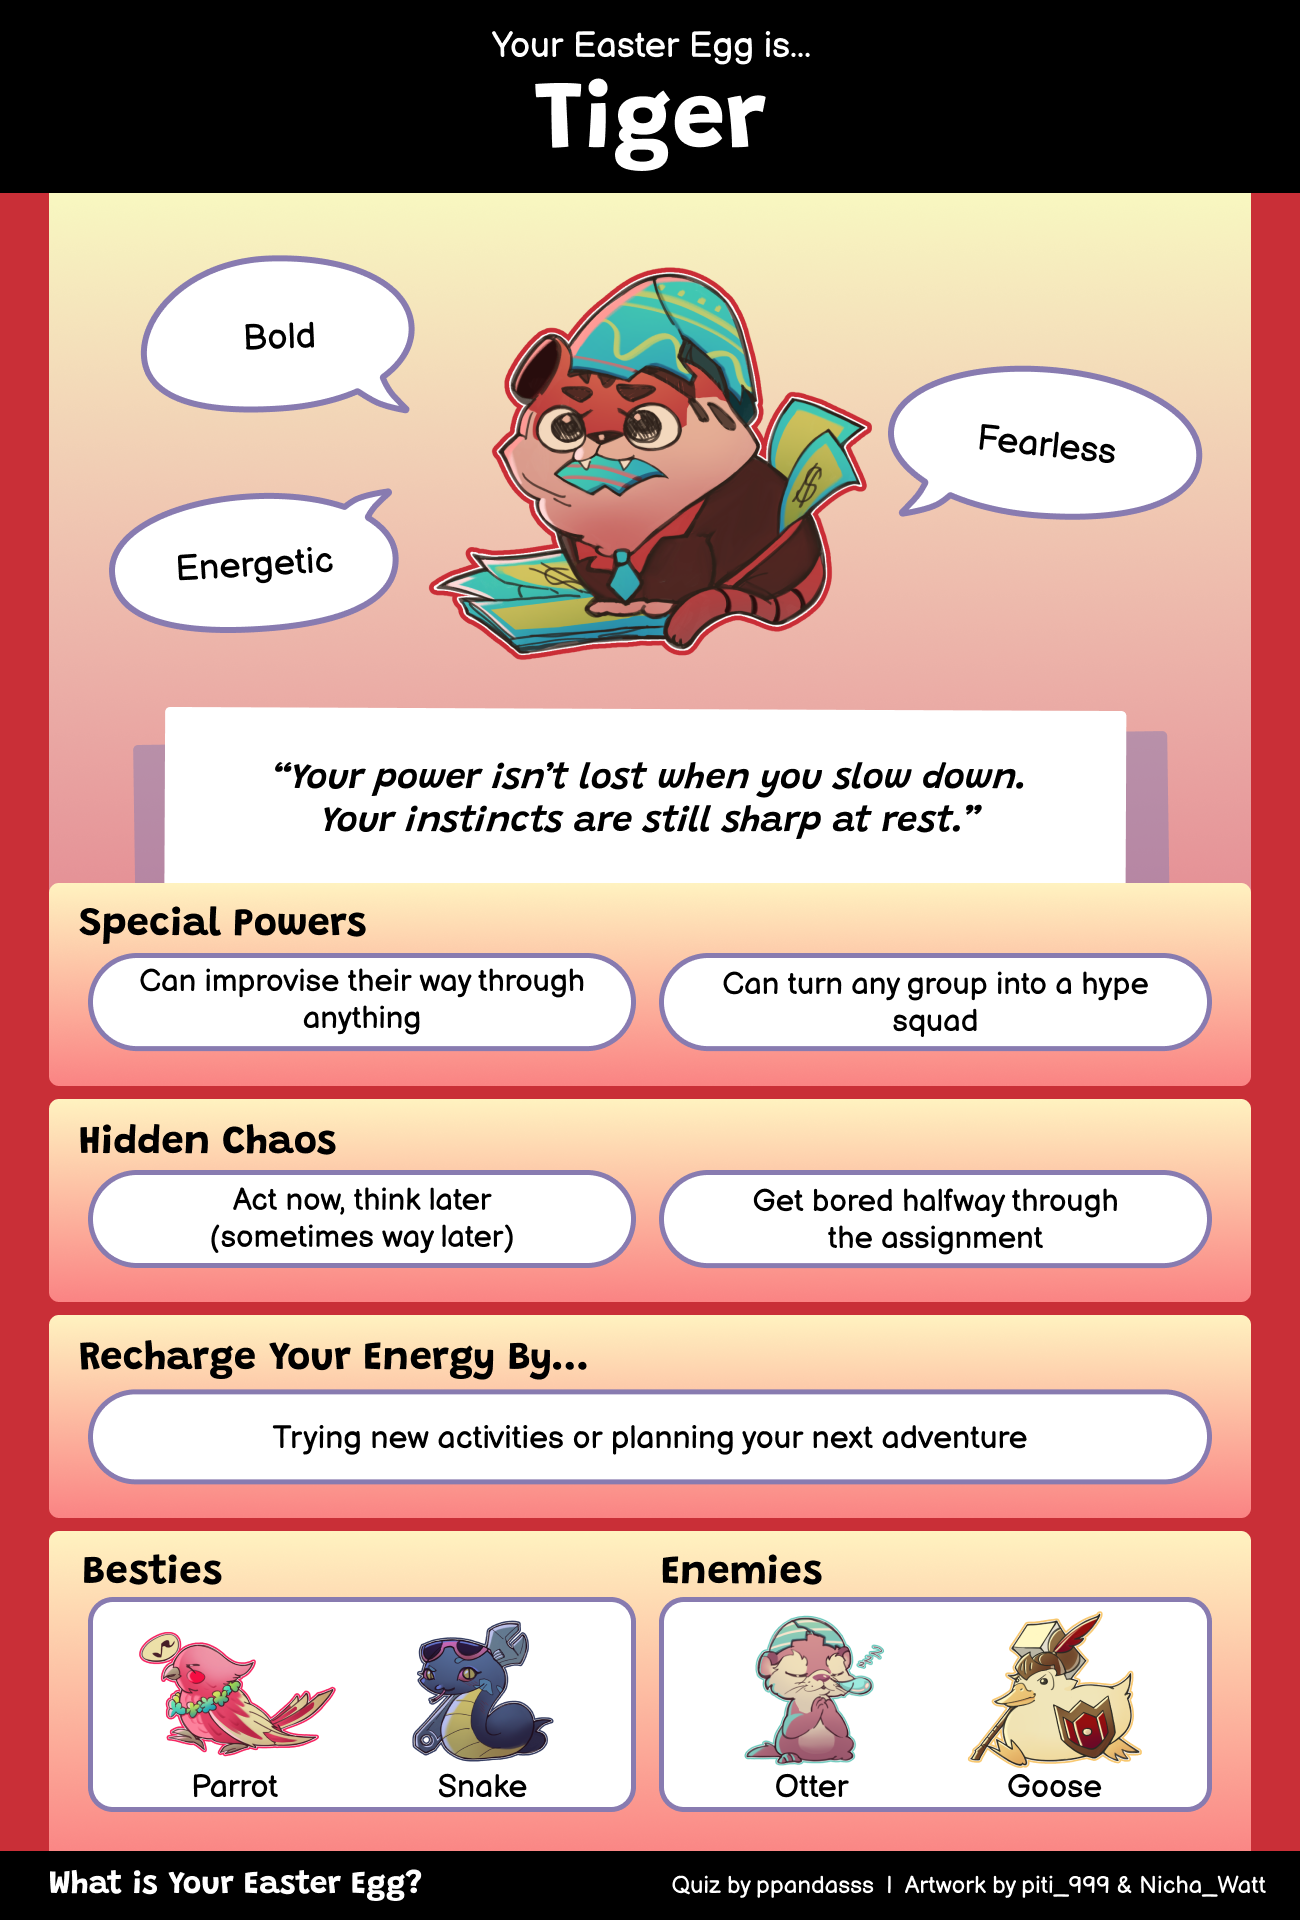 Your Easter Egg is...
Tiger
Bold
Fearless
Energetic
$
“Your power isn’t lost when you slow down.
Your instincts are still sharp at rest.”
Special Powers
Can improvise their way through
anything
Can turn any group into a hype
squad
Hidden Chaos
Act now, think later
(sometimes way later)
Get bored halfway through
the assignment
Recharge Your Energy By...
Trying new activities or planning your next adventure
Besties
Enemies
Parrot
Snake
Otter
Goose
What is Your Easter Egg?
Quiz by ppandasss | Artwork by piti_999 & Nicha_Watt